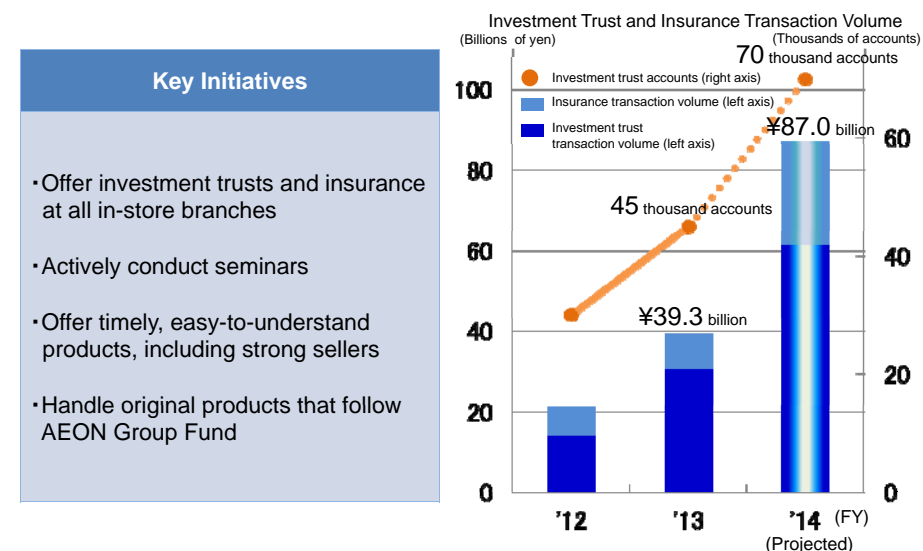 Key Initiatives
・Offer investment trusts and insurance
at all in-store branches
・Actively conduct seminars
・Offer timely, easy-to-understand
products, including strong sellers
・Handle original products that follow
AEON Group Fund
Investment Trust and Insurance Transaction Volume
(Billions of yen)
(Thousands of accounts)
70 thousand accounts
Investment trust accounts (right axis)
Insurance transaction volume (left axis)
Investment trust
transaction volume (left axis)
¥87.0 billion
45 thousand accounts
¥39.3 billion
100
80
60
40
20
0
60
40
20
0
'12
'13
'14 (FY)
(Projected)